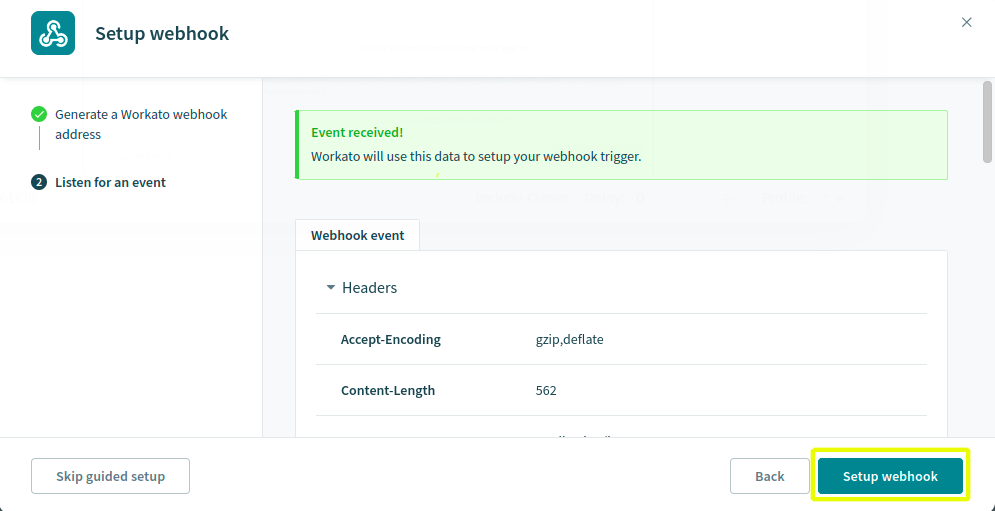 Setup webhook
Generate a Workato webhook
address
2 Listen for an event
Event received!
Workato will use this data to setup your webhook trigger.
Webhook event
Headers
Accept-Encoding gzip,deflate
Content-Length 562
Skip guided setup
Back
Setup webhook